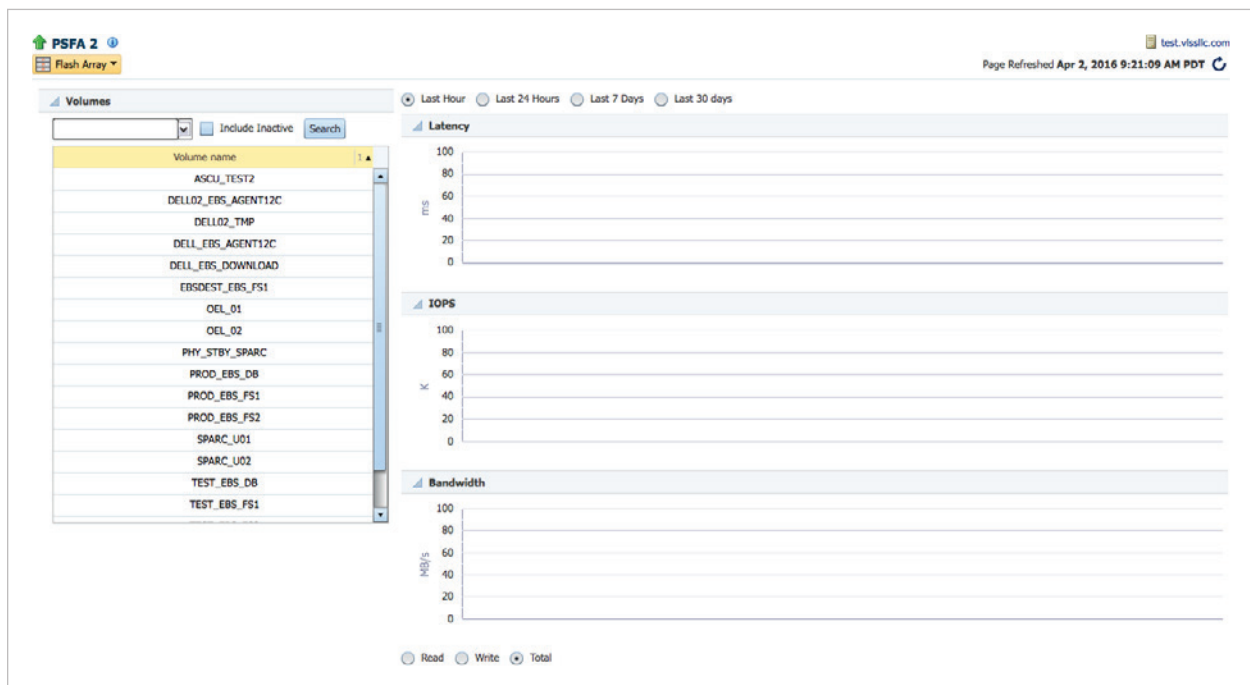 PSFA 2
test.vlssllc.com
Flash Array
Page Refreshed Apr 2, 2016 9:21:09 AM PDT
Volumes
Include Inactive Search
Volume name
ASCU_TEST2
DELL02_EBS_AGENT12C
DELL02_TMP
DELL_EBS_AGENT12C
DELL_EBS_DOWNLOAD
EBSDEST_EBS_FS1
OEL_01
OEL_02
PHY_STBY_SPARC
PROD_EBS_DB
PROD_EBS_FS1
PROD_EBS_FS2
SPARC_U01
SPARC_U02
TEST_EBS_DB
TEST_EBS_FS1
Last Hour Last 24 Hours Last 7 Days Last 30 days
Latency
100
80
60
40
20
0
ms
IOPS
100
80
60
40
20
0
K
Bandwidth
100
80
60
40
20
0
MB/s
Read Write Total